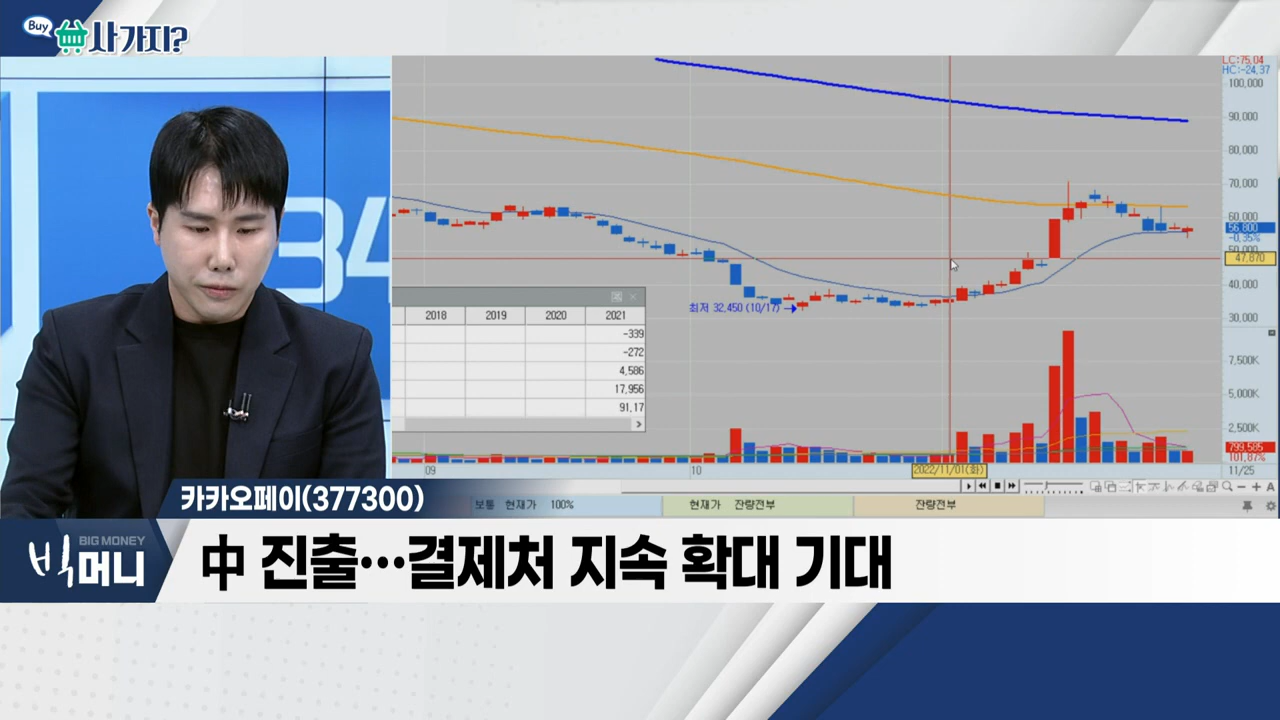 Buy
사가지?
34
LC:75,04
HC:-24,37
100,000
90,000
80,000
70,000
60,000
56,800
-0,35%
50,000
47,870
40,000
30,000
최저 32,450 (10/17)
2018 2019 2020 2021
-339
-272
4,586
17,956
91,17
7,500K
5,000K
2,500K
799,585
101,87%
09 10 2022/11/01(화) 11/25
보통 현재가 100% 현재가 잔량전부 잔량전부
카카오페이(377300)
BIG MONEY
빅머니
中 진출…결제처 지속 확대 기대